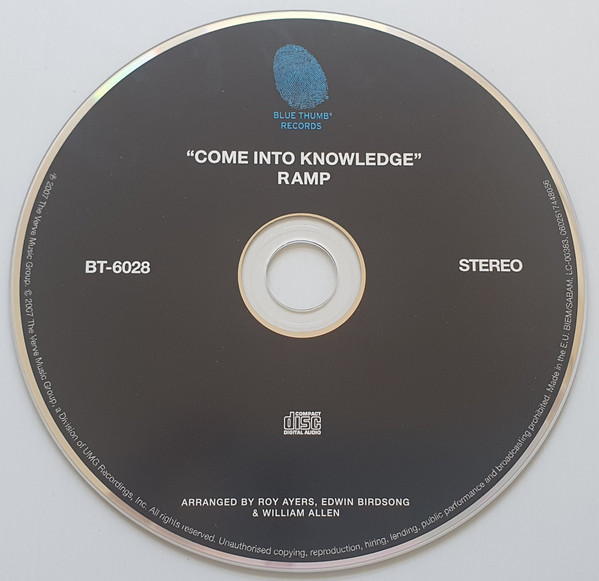 BLUE THUMB®
RECORDS
“COME INTO KNOWLEDGE”
RAMP
BT-6028
STEREO
COMPACT
disc
DIGITAL AUDIO
ARRANGED BY ROY AYERS, EDWIN BIRDSONG
& WILLIAM ALLEN
℗ 2007 The Verve Music Group, © 2007 The Verve Music Group, a Division of UMG Recordings, Inc. All rights reserved. Unauthorised copying, reproduction, hiring, lending, public performance and broadcasting prohibited. Made in the E.U. BIEM/SABAM. LC-00383.